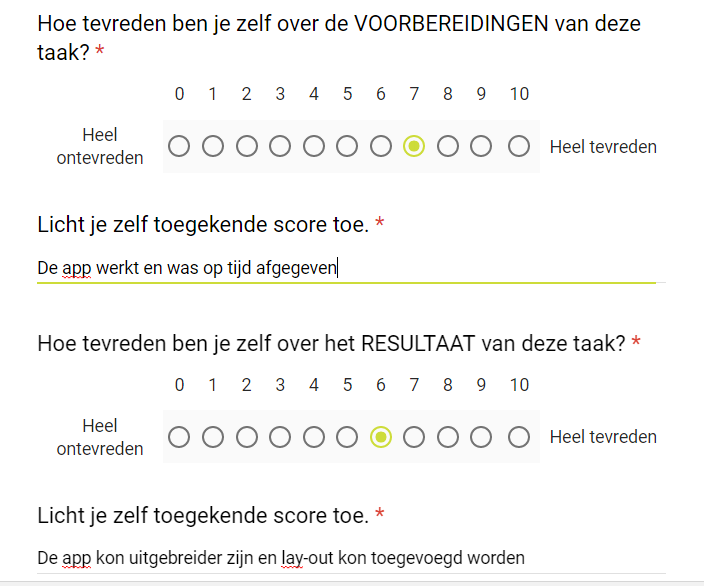 Hoe tevreden ben je zelf over de VOORBEREIDINGEN van deze
taak? *
0 1 2 3 4 5 6 7 8 9 10
Heel
ontevreden
Heel tevreden
Licht je zelf toegekende score toe. *
De app werkt en was op tijd afgegeven
Hoe tevreden ben je zelf over het RESULTAAT van deze taak? *
0 1 2 3 4 5 6 7 8 9 10
Heel
ontevreden
Heel tevreden
Licht je zelf toegekende score toe. *
De app kon uitgebreider zijn en lay-out kon toegevoegd worden